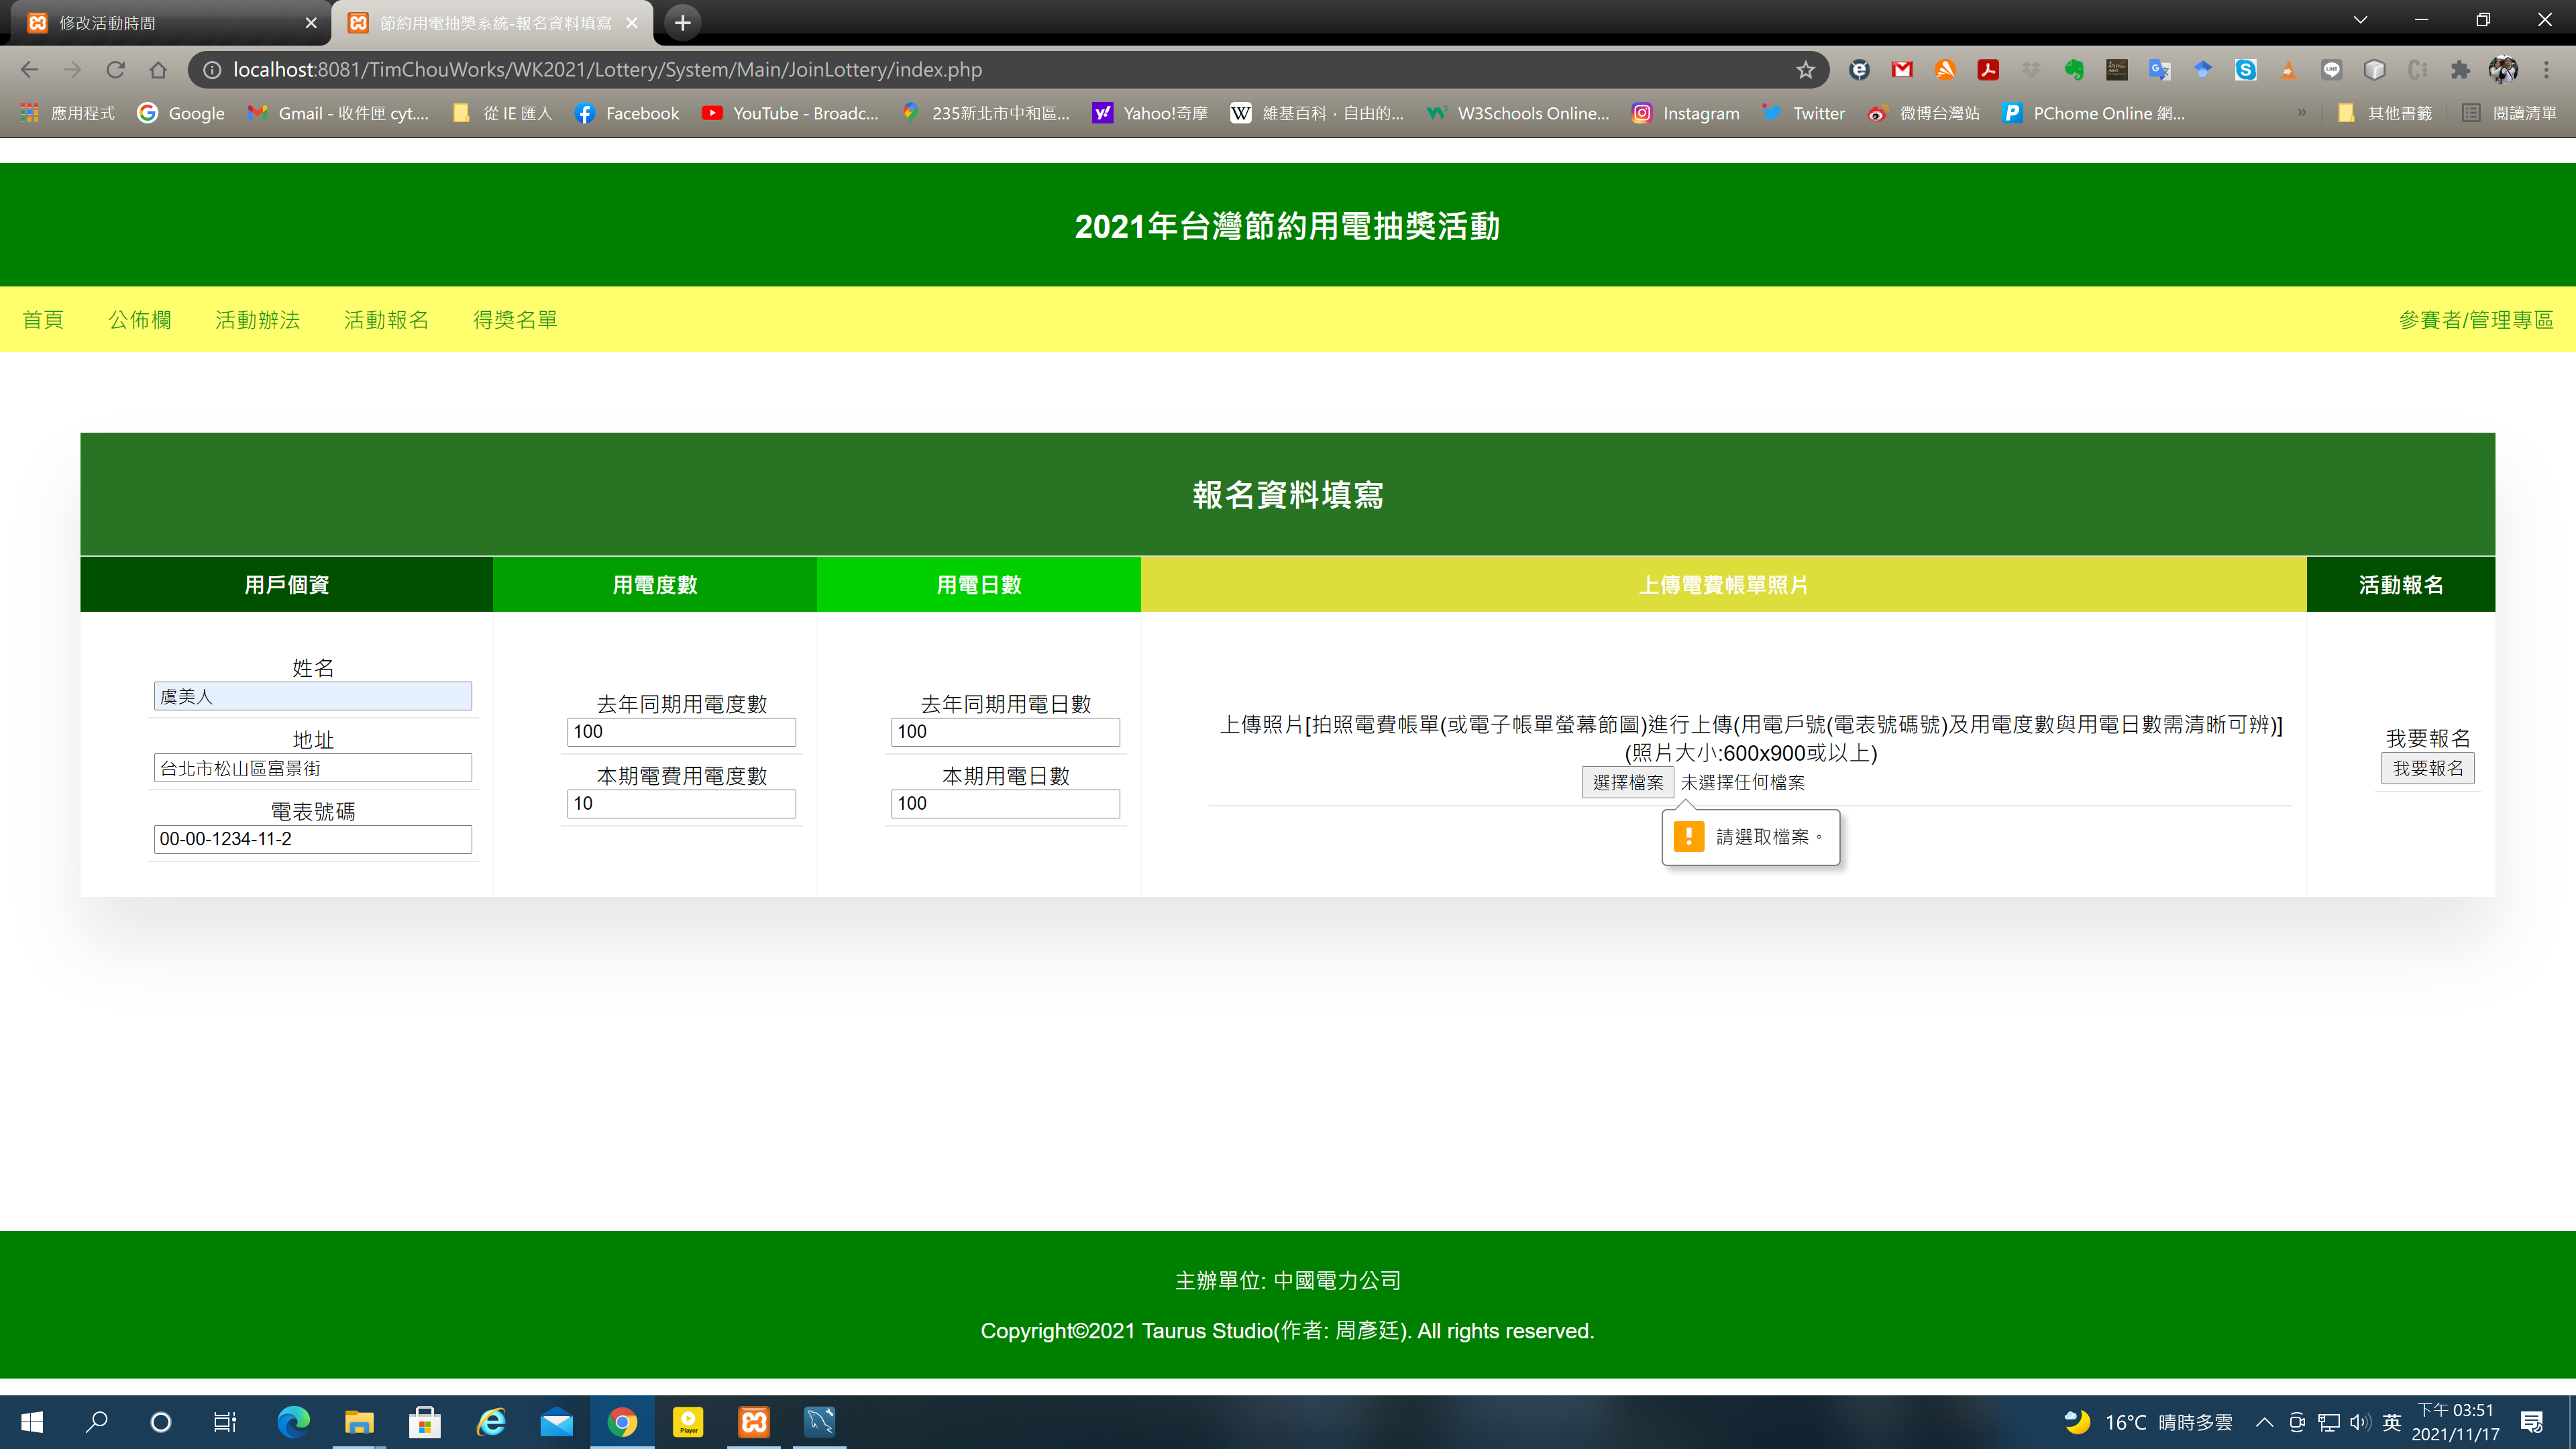 修改活動時間
節約用電抽獎系統-報名資料填寫
localhost:8081/TimChouWorks/WK2021/Lottery/System/Main/JoinLottery/index.php
應用程式 Google Gmail - 收件匣 cyt.... 從 IE 匯入 Facebook YouTube - Broadc... 235新北市中和區... Yahoo!奇摩 維基百科，自由的... W3Schools Online... Instagram Twitter 微博台灣站 PChome Online 網... » 其他書籤 閱讀清單
2021年台灣節約用電抽獎活動
首頁 公佈欄 活動辦法 活動報名 得獎名單 參賽者/管理專區
報名資料填寫
用戶個資 用電度數 用電日數 上傳電費帳單照片 活動報名
姓名
虞美人
地址
台北市松山區富景街
電表號碼
00-00-1234-11-2
去年同期用電度數
100
本期電費用電度數
10
去年同期用電日數
100
本期用電日數
100
上傳照片[拍照電費帳單(或電子帳單螢幕節圖)進行上傳(用電戶號(電表號碼號)及用電度數與用電日數需清晰可辨)]
(照片大小:600x900或以上)
選擇檔案 未選擇任何檔案
請選取檔案。
我要報名
我要報名
主辦單位: 中國電力公司
Copyright©2021 Taurus Studio(作者: 周彥廷). All rights reserved.
Player
16°C 晴時多雲 英 下午 03:51
2021/11/17